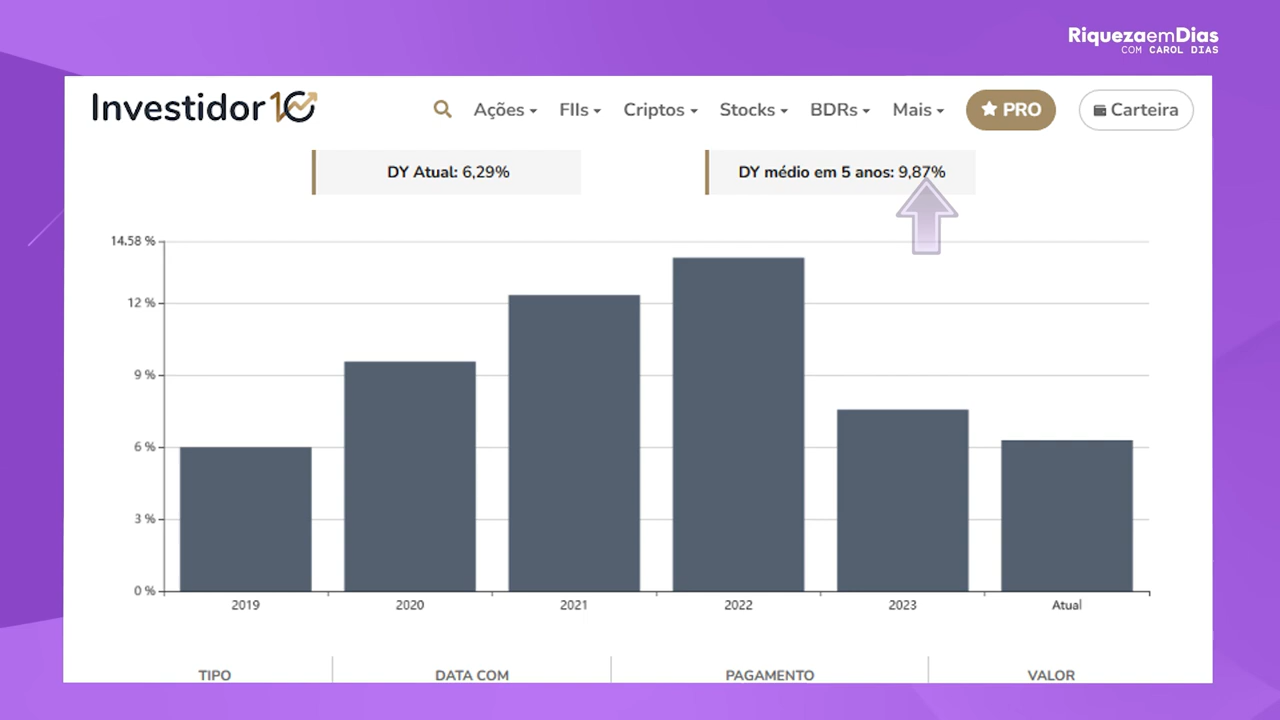 RiquezaemDias
COM CAROL DIAS
Investidor 10
Ações
FIIs
Criptos
Stocks
BDRs
Mais
PRO
Carteira
DY Atual: 6,29%
DY médio em 5 anos: 9,87%
14.58 %
12 %
9 %
6 %
3 %
0 %
2019
2020
2021
2022
2023
Atual
TIPO
DATA COM
PAGAMENTO
VALOR